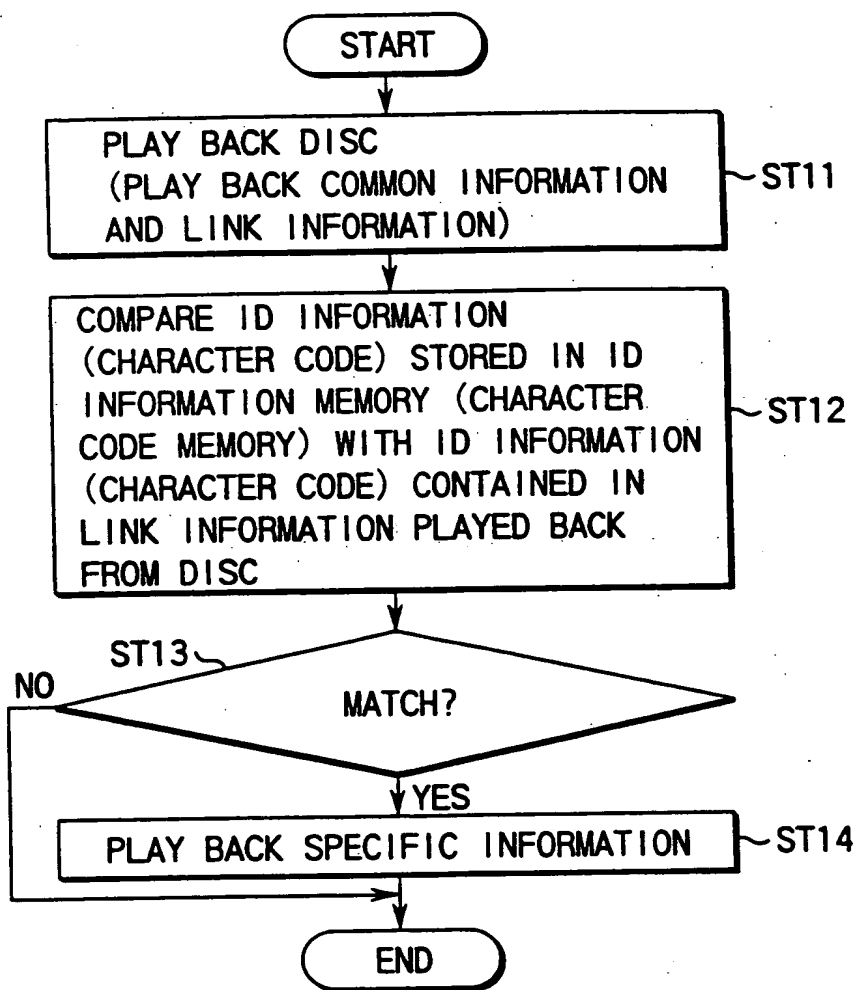 START
PLAY BACK DISC
(PLAY BACK COMMON INFORMATION
AND LINK INFORMATION)
ST11
COMPARE ID INFORMATION
(CHARACTER CODE) STORED IN ID
INFORMATION MEMORY (CHARACTER
CODE MEMORY) WITH ID INFORMATION
(CHARACTER CODE) CONTAINED IN
LINK INFORMATION PLAYED BACK
FROM DISC
ST12
ST13
NO
MATCH?
YES
PLAY BACK SPECIFIC INFORMATION
ST14
END